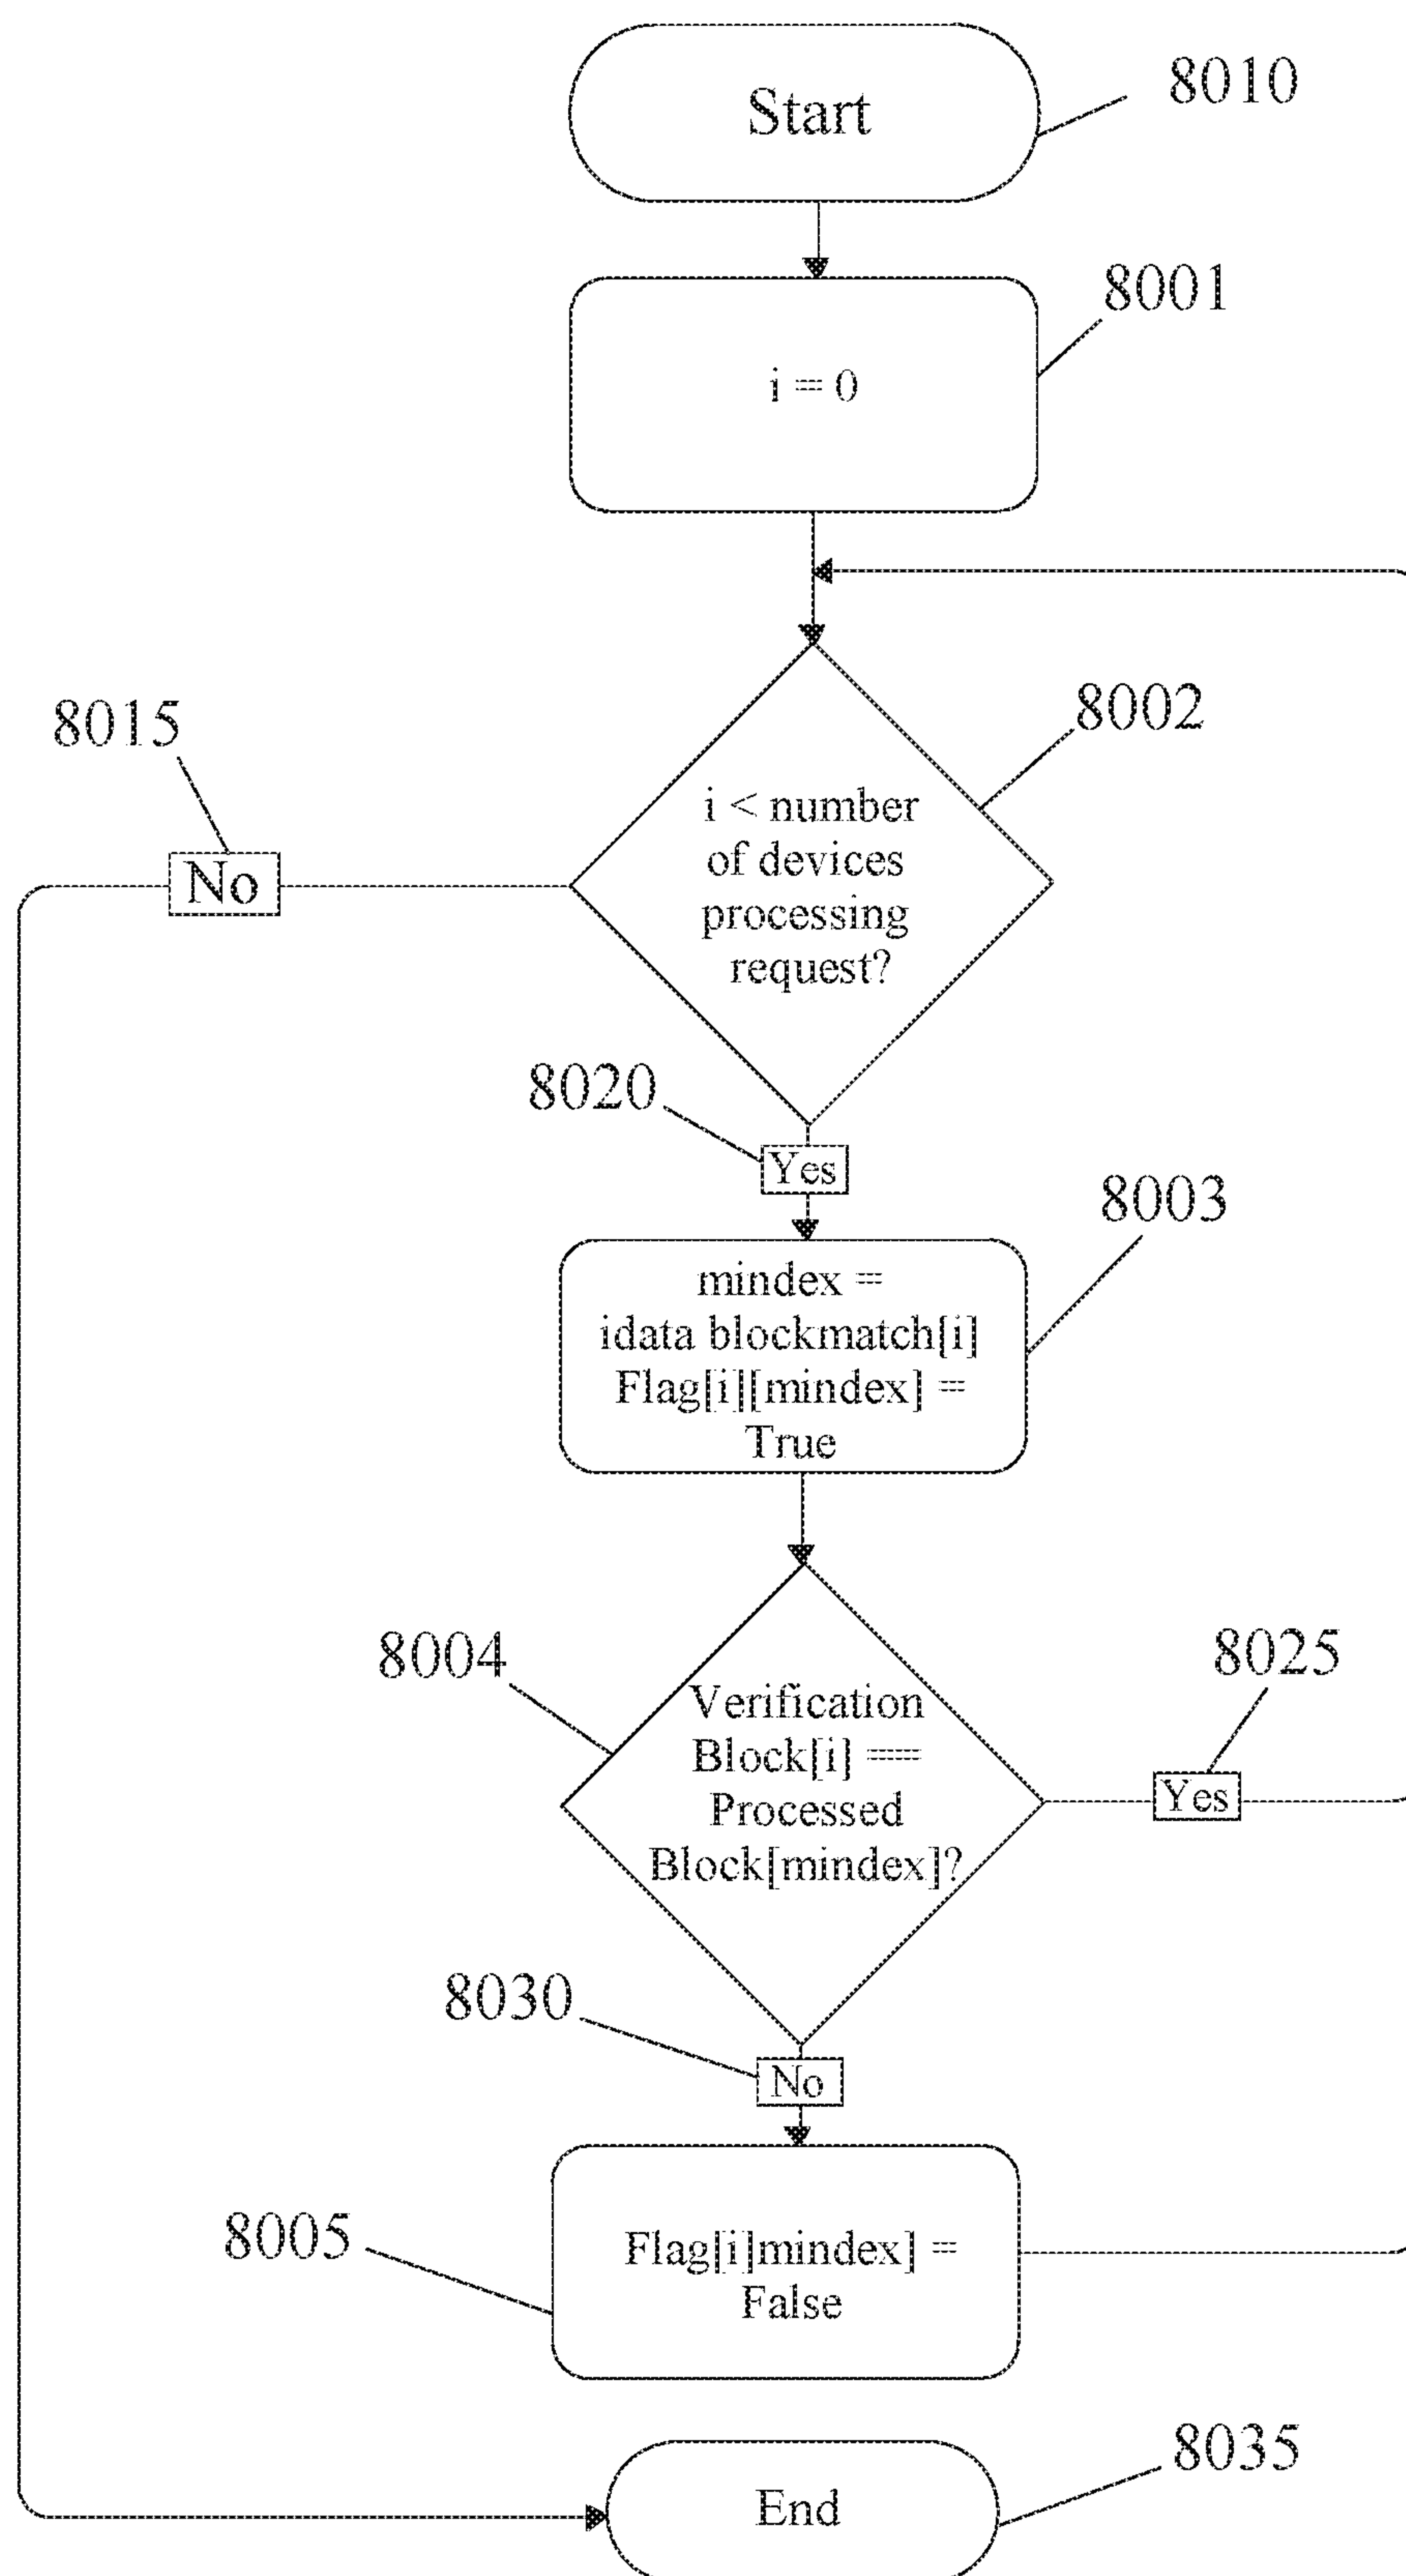 Start
8010
8001
i = 0
8015
8002
i < number
of devices
processing
request?
No
8020
Yes
8003
mindex =
idata blockmatch[i]
Flag[i][mindex] =
True
8004
8025
Verification
Block[i] ==
Processed
Block[mindex]?
Yes
8030
No
8005
Flag[i]mindex] =
False
8035
End